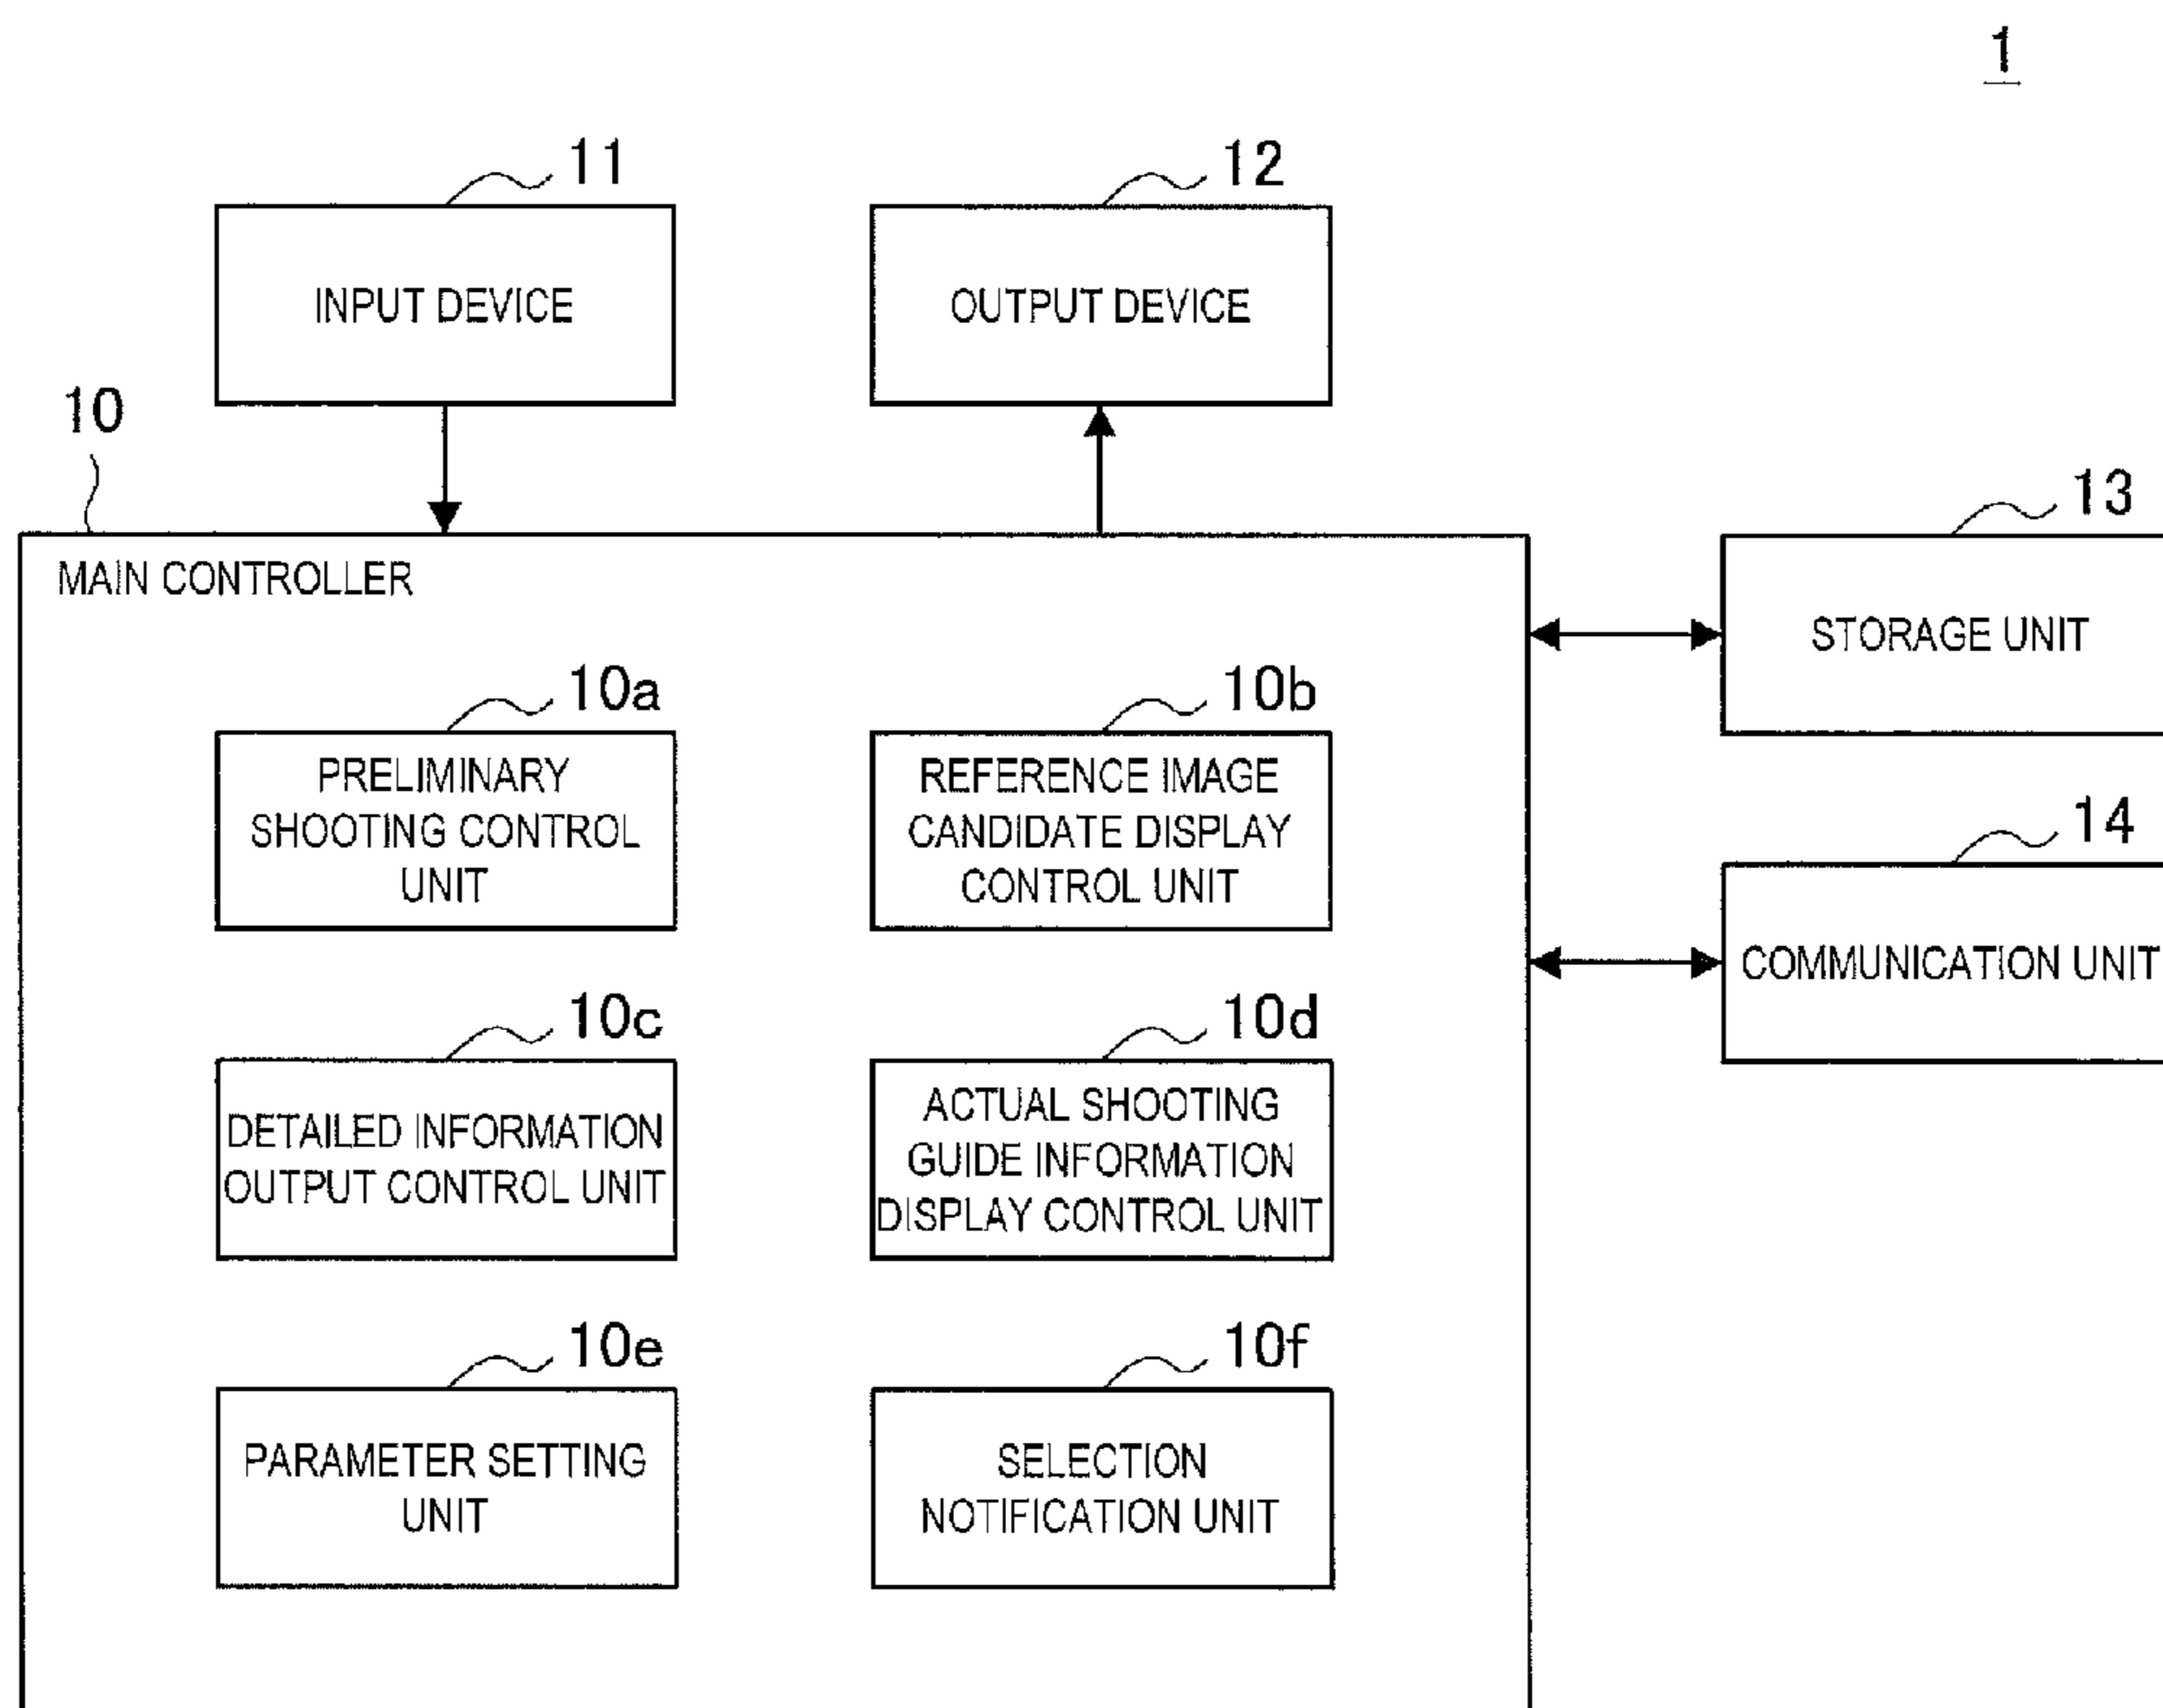 1
11
12
INPUT DEVICE
OUTPUT DEVICE
10
13
MAIN CONTROLLER
STORAGE UNIT
10a
10b
PRELIMINARY
SHOOTING CONTROL
UNIT
REFERENCE IMAGE
CANDIDATE DISPLAY
CONTROL UNIT
14
COMMUNICATION UNIT
10c
10d
DETAILED INFORMATION
OUTPUT CONTROL UNIT
ACTUAL SHOOTING
GUIDE INFORMATION
DISPLAY CONTROL UNIT
10e
10f
PARAMETER SETTING
UNIT
SELECTION
NOTIFICATION UNIT